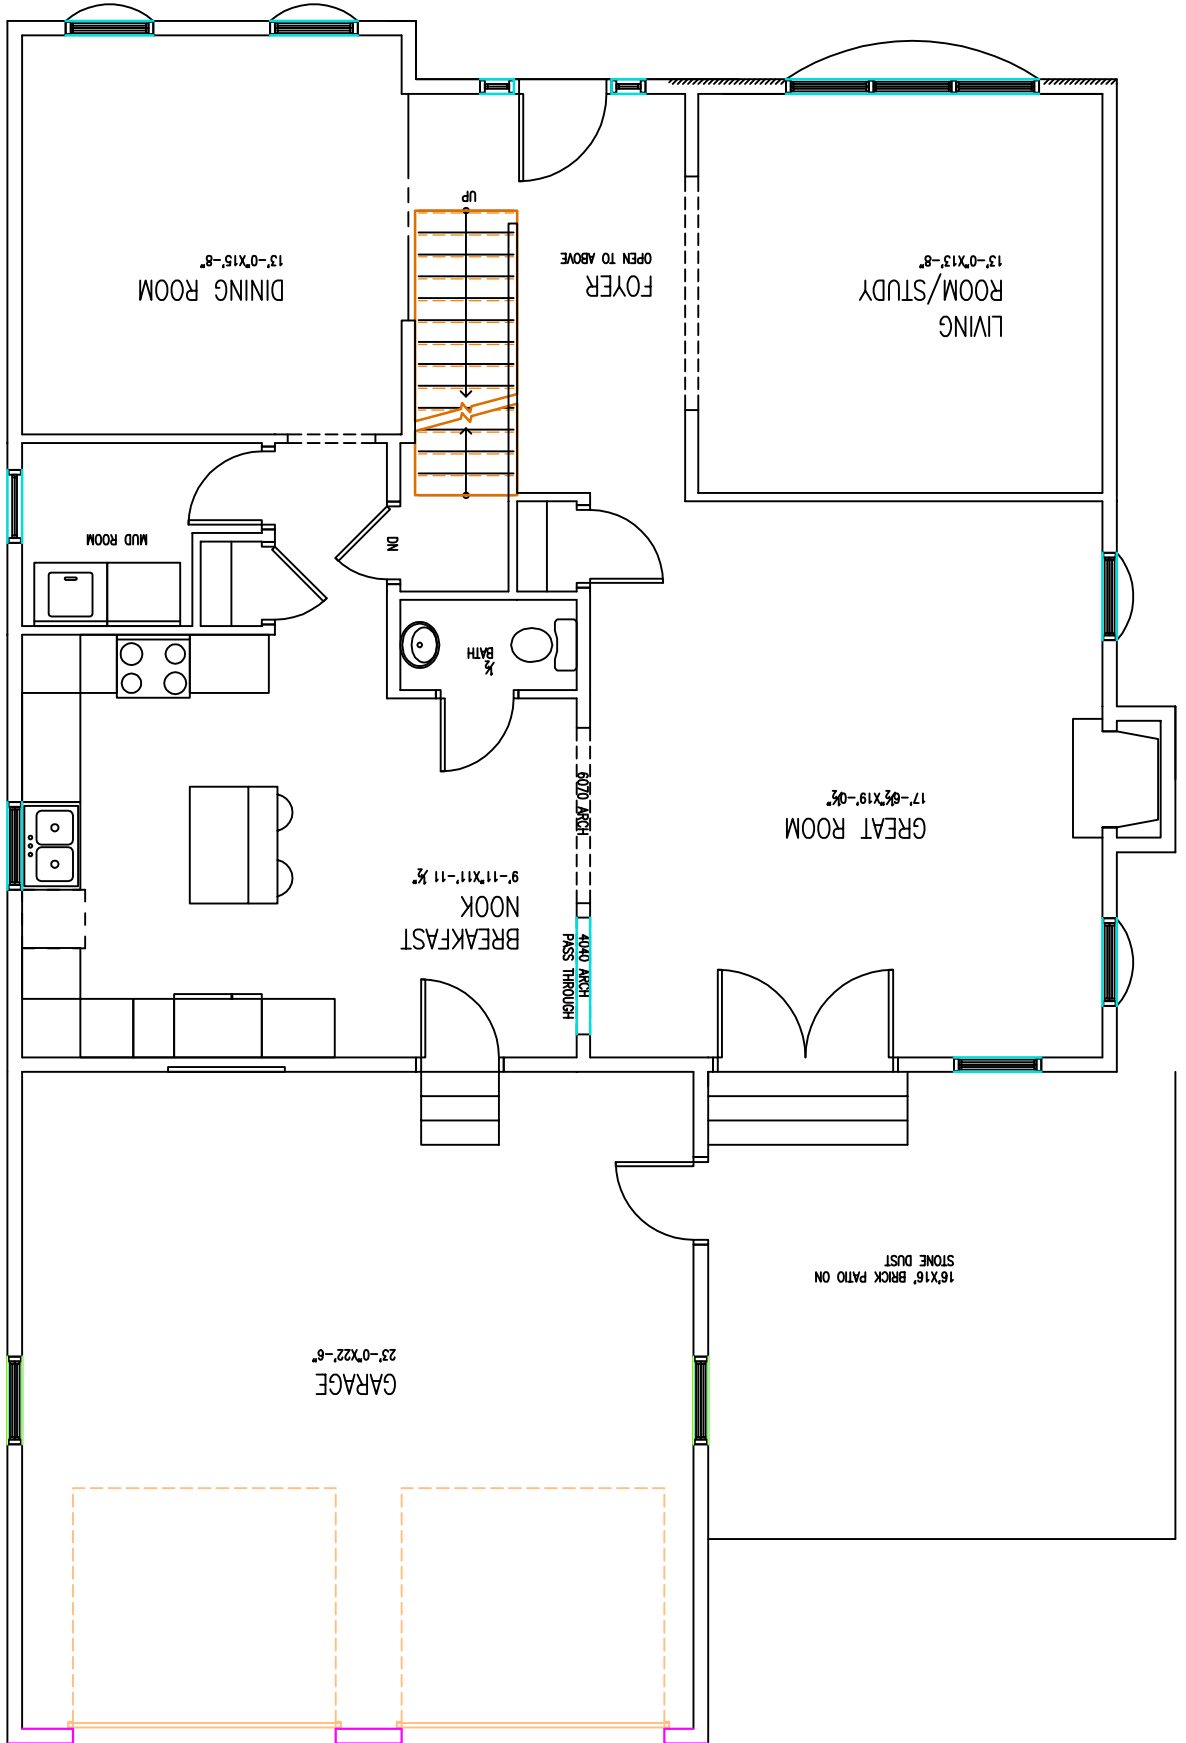 GARAGE
23'-0"X22'-6"
16'X16' BRICK PATIO ON
STONE DUST
4040 ARCH
PASS THROUGH
BREAKFAST
NOOK
9'-11"X11'-11 ½"
GREAT ROOM
17'-6½"X19'-0½"
6070 ARCH
½
BATH
MUD ROOM
DN
LIVING
ROOM/STUDY
13'-0"X13'-8"
FOYER
OPEN TO ABOVE
DINING ROOM
13'-0"X15'-8"
UP